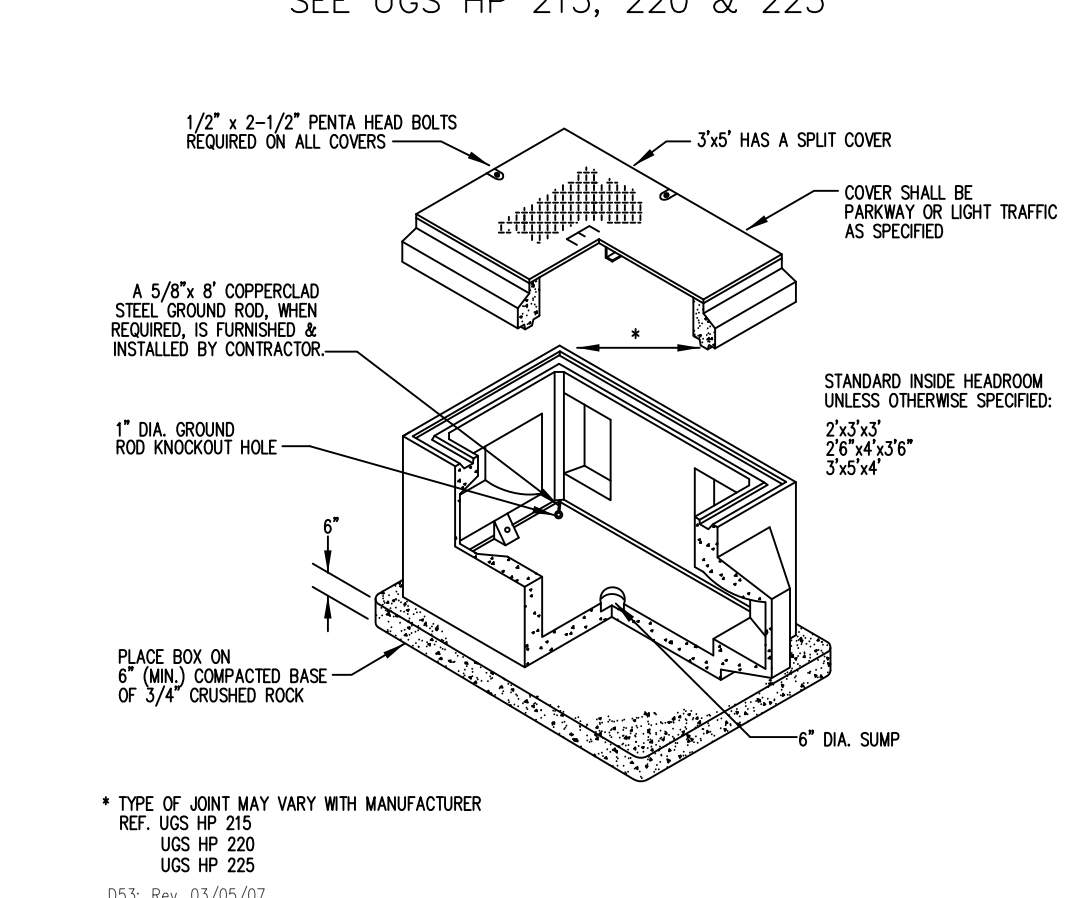 SEE UGS HP 215, 220 & 225
1/2" x 2-1/2" PENTA HEAD BOLTS
REQUIRED ON ALL COVERS
3'x5' HAS A SPLIT COVER
COVER SHALL BE
PARKWAY OR LIGHT TRAFFIC
AS SPECIFIED
A 5/8"x 8' COPPERCLAD
STEEL GROUND ROD, WHEN
REQUIRED, IS FURNISHED &
INSTALLED BY CONTRACTOR.
*
STANDARD INSIDE HEADROOM
UNLESS OTHERWISE SPECIFIED:
2'x3'x3'
2'6"x4'x3'6"
3'x5'x4'
1" DIA. GROUND
ROD KNOCKOUT HOLE
6"
PLACE BOX ON
6" (MIN.) COMPACTED BASE
OF 3/4" CRUSHED ROCK
6" DIA. SUMP
* TYPE OF JOINT MAY VARY WITH MANUFACTURER
REF. UGS HP 215
UGS HP 220
UGS HP 225
D53: Rev. 03/05/07